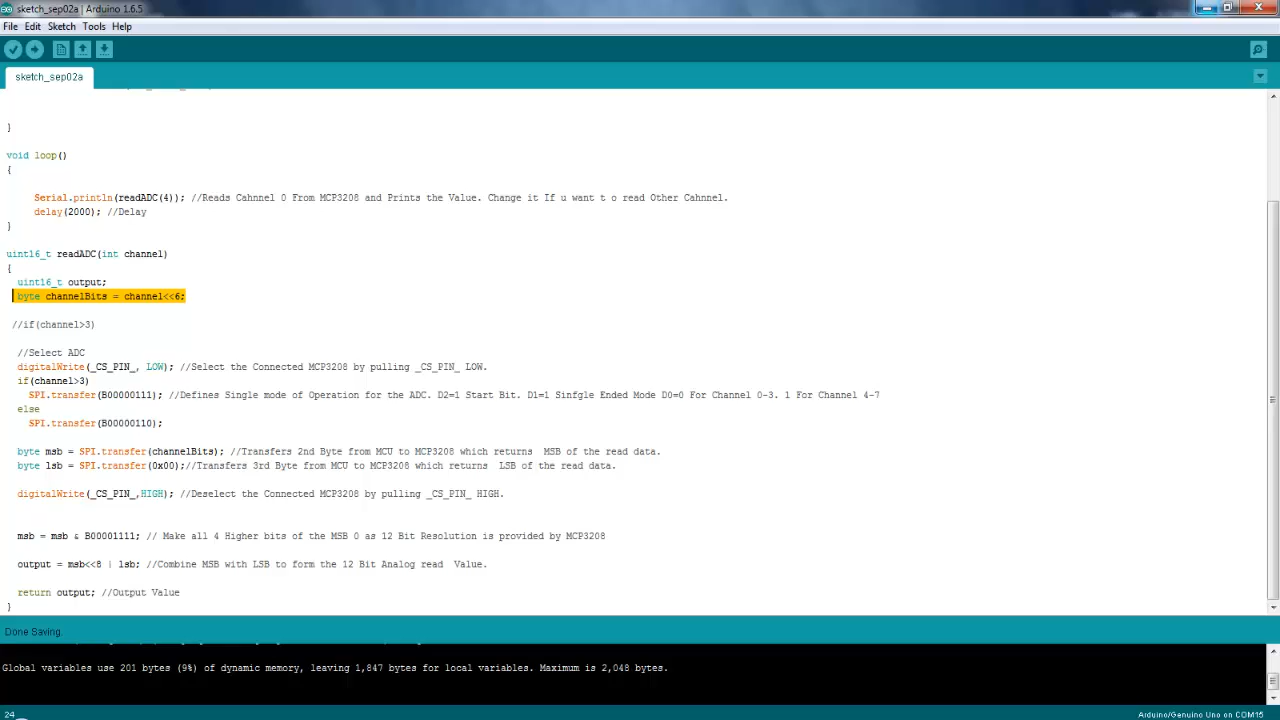 sketch_sep02a | Arduino 1.6.5
File Edit Sketch Tools Help
sketch_sep02a
}
void loop()
{
Serial.println(readADC(4)); //Reads Cahnnel 0 From MCP3208 and Prints the Value. Change it If u want t o read Other Cahnnel.
delay(2000); //Delay
}
uint16_t readADC(int channel)
{
uint16_t output;
byte channelBits = channel<<6;
//if(channel>3)
//Select ADC
digitalWrite(_CS_PIN_, LOW); //Select the Connected MCP3208 by pulling _CS_PIN_ LOW.
if(channel>3)
SPI.transfer(B00000111); //Defines Single mode of Operation for the ADC. D2=1 Start Bit. D1=1 Sinfgle Ended Mode D0=0 For Channel 0-3. 1 For Channel 4-7
else
SPI.transfer(B00000110);
byte msb = SPI.transfer(channelBits); //Transfers 2nd Byte from MCU to MCP3208 which returns  MSB of the read data.
byte lsb = SPI.transfer(0x00);//Transfers 3rd Byte from MCU to MCP3208 which returns  LSB of the read data.
digitalWrite(_CS_PIN_,HIGH); //Deselect the Connected MCP3208 by pulling _CS_PIN_ HIGH.
msb = msb & B00001111; // Make all 4 Higher bits of the MSB 0 as 12 Bit Resolution is provided by MCP3208
output = msb<<8 | lsb; //Combine MSB with LSB to form the 12 Bit Analog read  Value.
return output; //Output Value
}
Done Saving.
Global variables use 201 bytes (9%) of dynamic memory, leaving 1,847 bytes for local variables. Maximum is 2,048 bytes.
24 Arduino/Genuino Uno on COM15